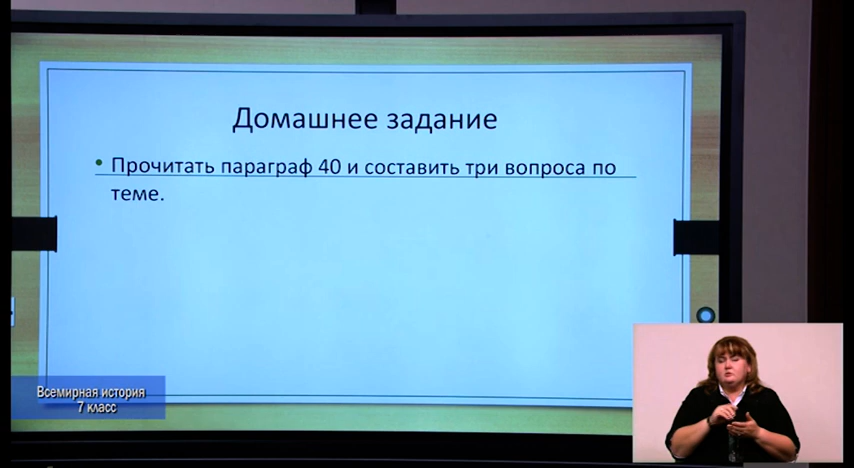 Домашнее задание
• Прочитать параграф 40 и составить три вопроса по
теме.
Всемирная история
7 класс